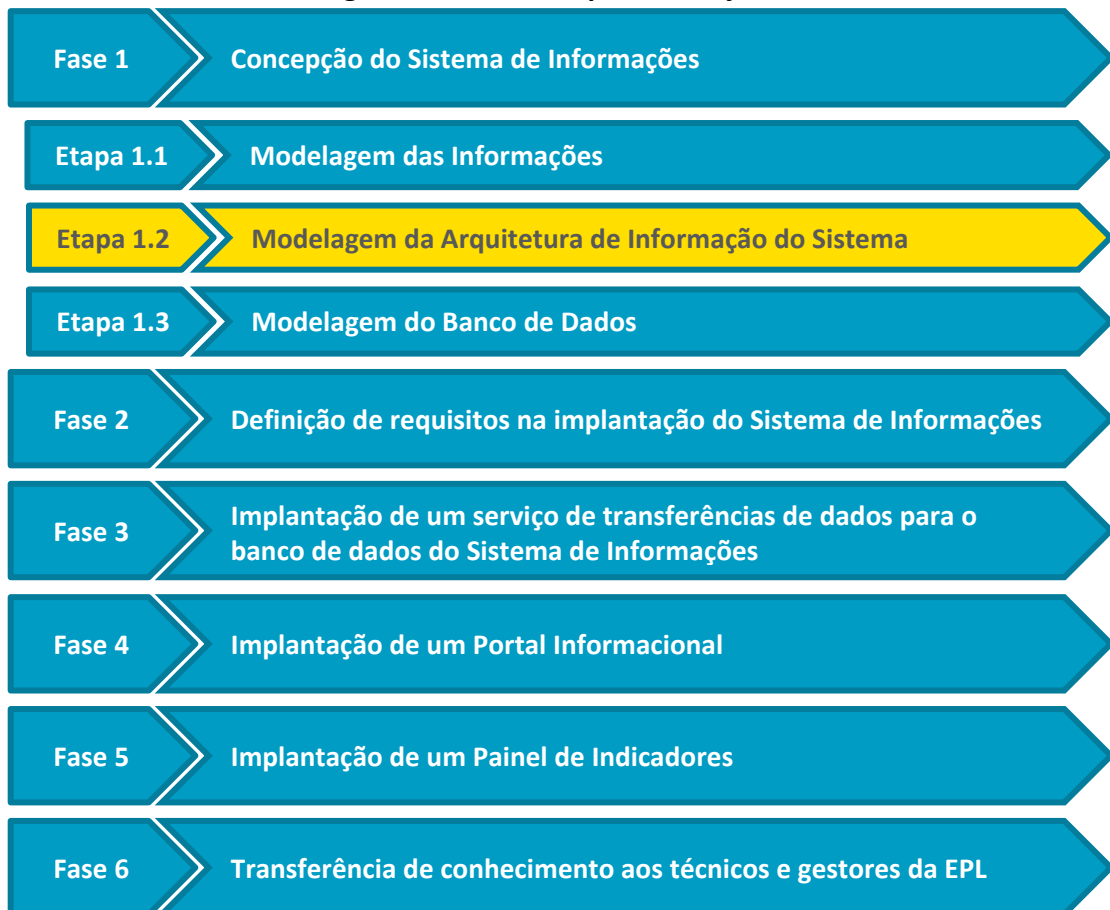 Fase 1 Concepção do Sistema de Informações
Etapa 1.1 Modelagem das Informações
Etapa 1.2 Modelagem da Arquitetura de Informação do Sistema
Etapa 1.3 Modelagem do Banco de Dados
Fase 2 Definição de requisitos na implantação do Sistema de Informações
Fase 3 Implantação de um serviço de transferências de dados para o
banco de dados do Sistema de Informações
Fase 4 Implantação de um Portal Informacional
Fase 5 Implantação de um Painel de Indicadores
Fase 6 Transferência de conhecimento aos técnicos e gestores da EPL